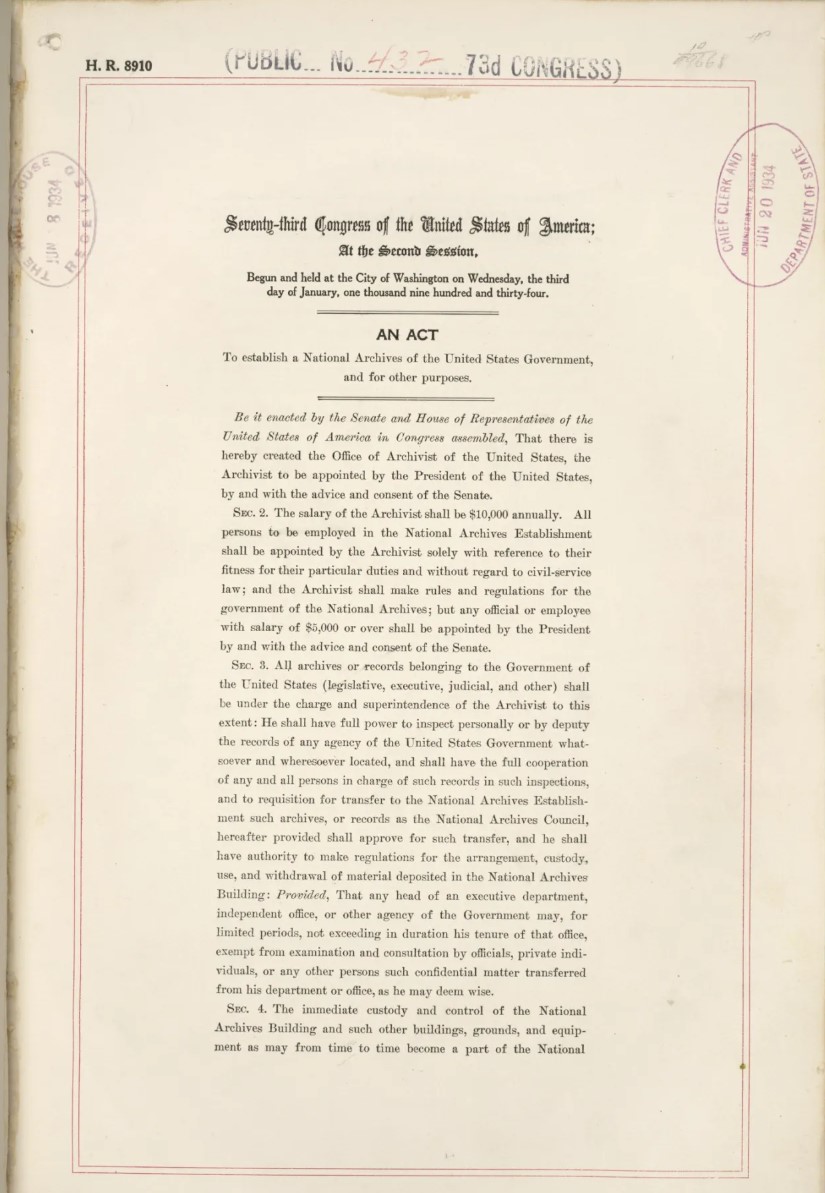 H. R. 8910
(PUBLIC... No. 432 73d CONGRESS)
THE WHITE HOUSE
JUN 8 1934
RECEIVED
CHIEF CLERK AND
ADMINISTRATIVE ASSISTANT
JUN 20 1934
DEPARTMENT OF STATE
Seventy-third Congress of the United States of America;
At the Second Session,
Begun and held at the City of Washington on Wednesday, the third
day of January, one thousand nine hundred and thirty-four.
AN ACT
To establish a National Archives of the United States Government,
and for other purposes.
Be it enacted by the Senate and House of Representatives of the
United States of America in Congress assembled, That there is
hereby created the Office of Archivist of the United States, the
Archivist to be appointed by the President of the United States,
by and with the advice and consent of the Senate.
SEC. 2. The salary of the Archivist shall be $10,000 annually. All
persons to be employed in the National Archives Establishment
shall be appointed by the Archivist solely with reference to their
fitness for their particular duties and without regard to civil-service
law; and the Archivist shall make rules and regulations for the
government of the National Archives; but any official or employee
with salary of $5,000 or over shall be appointed by the President
by and with the advice and consent of the Senate.
SEC. 3. All archives or records belonging to the Government of
the United States (legislative, executive, judicial, and other) shall
be under the charge and superintendence of the Archivist to this
extent: He shall have full power to inspect personally or by deputy
the records of any agency of the United States Government what-
soever and wheresoever located, and shall have the full cooperation
of any and all persons in charge of such records in such inspections,
and to requisition for transfer to the National Archives Establish-
ment such archives, or records as the National Archives Council,
hereafter provided shall approve for such transfer, and he shall
have authority to make regulations for the arrangement, custody,
use, and withdrawal of material deposited in the National Archives
Building: Provided, That any head of an executive department,
independent office, or other agency of the Government may, for
limited periods, not exceeding in duration his tenure of that office,
exempt from examination and consultation by officials, private indi-
viduals, or any other persons such confidential matter transferred
from his department or office, as he may deem wise.
SEC. 4. The immediate custody and control of the National
Archives Building and such other buildings, grounds, and equip-
ment as may from time to time become a part of the National